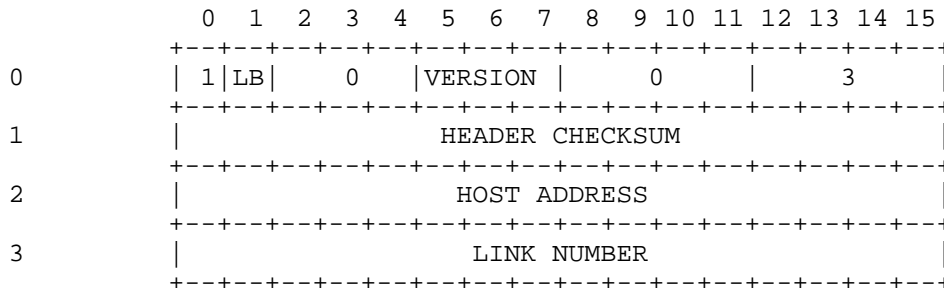 0 1 2 3 4 5 6 7 8 9 10 11 12 13 14 15
+--+--+--+--+--+--+--+--+--+--+--+--+--+--+--+--+
0 | 1|LB| 0 |VERSION | 0 | 3 |
+--+--+--+--+--+--+--+--+--+--+--+--+--+--+--+--+
1 | HEADER CHECKSUM |
+--+--+--+--+--+--+--+--+--+--+--+--+--+--+--+--+
2 | HOST ADDRESS |
+--+--+--+--+--+--+--+--+--+--+--+--+--+--+--+--+
3 | LINK NUMBER |
+--+--+--+--+--+--+--+--+--+--+--+--+--+--+--+--+